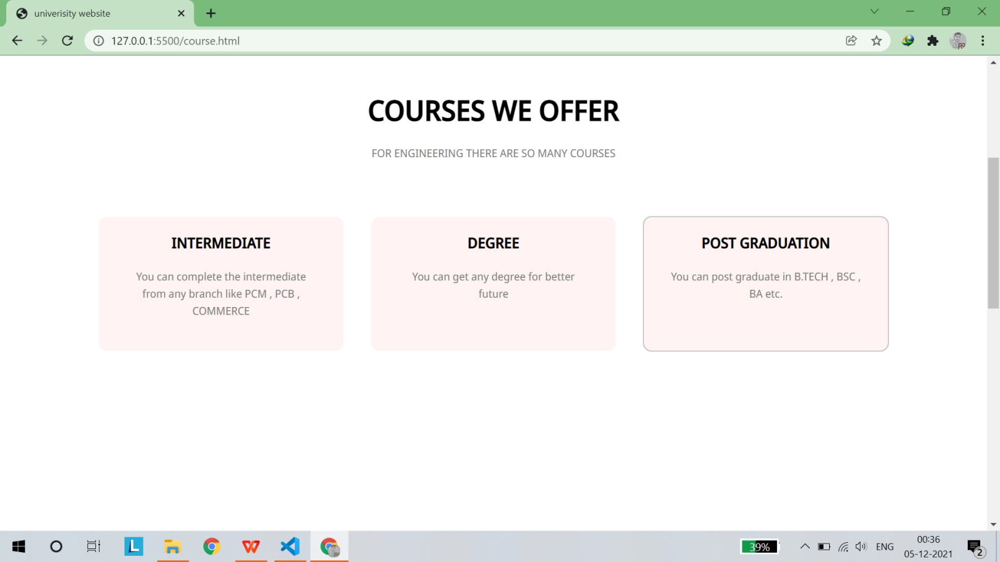 univerisity website
127.0.0.1:5500/course.html
COURSES WE OFFER
FOR ENGINEERING THERE ARE SO MANY COURSES
INTERMEDIATE
You can complete the intermediate
from any branch like PCM , PCB ,
COMMERCE
DEGREE
You can get any degree for better
future
POST GRADUATION
You can post graduate in B.TECH , BSC ,
BA etc.
L
39%
ENG
00:36
05-12-2021
2